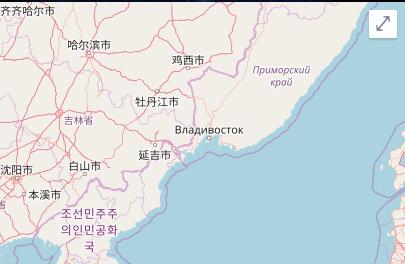 齐齐哈尔市
哈尔滨市
鸡西市
Приморский
край
牡丹江市
吉林省
Владивосток
延吉市
沈阳市
白山市
本溪市
省
조선민주주
의인민공화
국